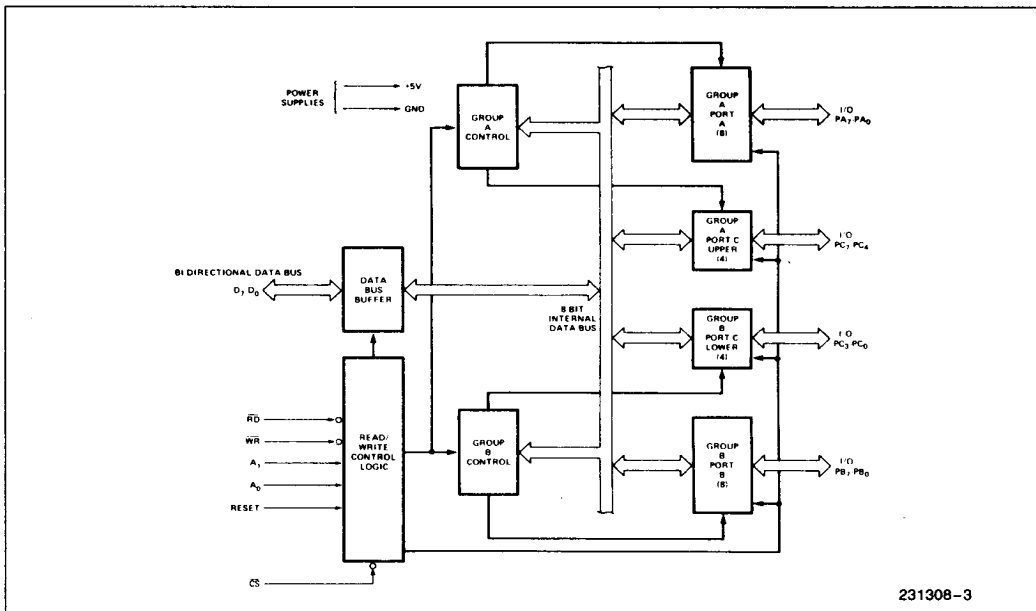 POWER
SUPPLIES
+5V
GND
GROUP
A
CONTROL
GROUP
A
PORT
A
(8)
I/O
PA7-PA0
GROUP
A
PORT C
UPPER
(4)
I/O
PC7-PC4
BI DIRECTIONAL DATA BUS
D7-D0
DATA
BUS
BUFFER
8 BIT
INTERNAL
DATA BUS
GROUP
B
PORT C
LOWER
(4)
I/O
PC3-PC0
RD
WR
A1
A0
RESET
CS
READ/
WRITE
CONTROL
LOGIC
GROUP
B
CONTROL
GROUP
B
PORT
B
(8)
I/O
PB7-PB0
231308-3